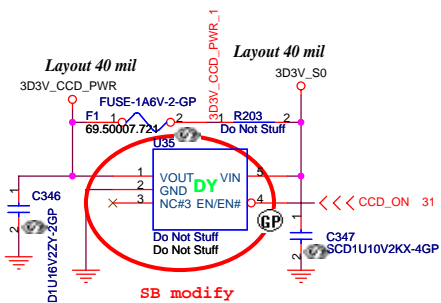 Layout 40 mil
Layout 40 mil
3D3V_CCD_PWR
3D3V_CCD_PWR_1
3D3V_S0
FUSE-1A6V-2-GP
F1
1
2
R203
2
69.50007.721
Do Not Stuff
U35
1
VOUT
VIN
5
2
GND
DY
3
NC#3
EN/EN#
4
CCD_ON 31
GP
C346
1
2
D1U16V2ZY-2GP
Do Not Stuff
Do Not Stuff
1
C347
SCD1U10V2KX-4GP
2
SB modify